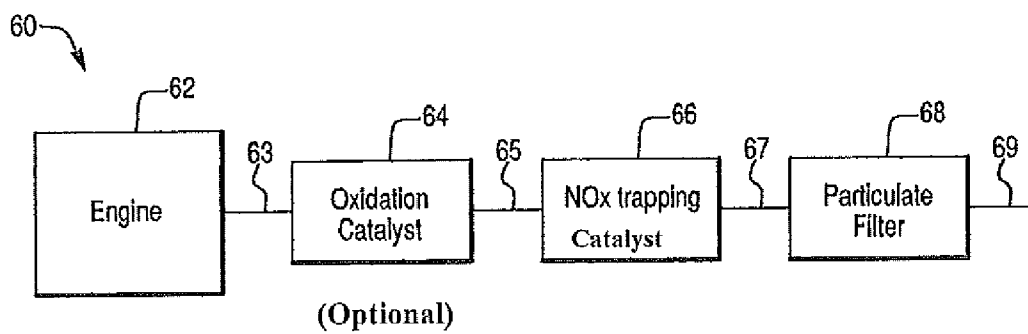 60
62
64
66
68
63
65
67
69
Engine
Oxidation
Catalyst
NOx trapping
Catalyst
Particulate
Filter
(Optional)